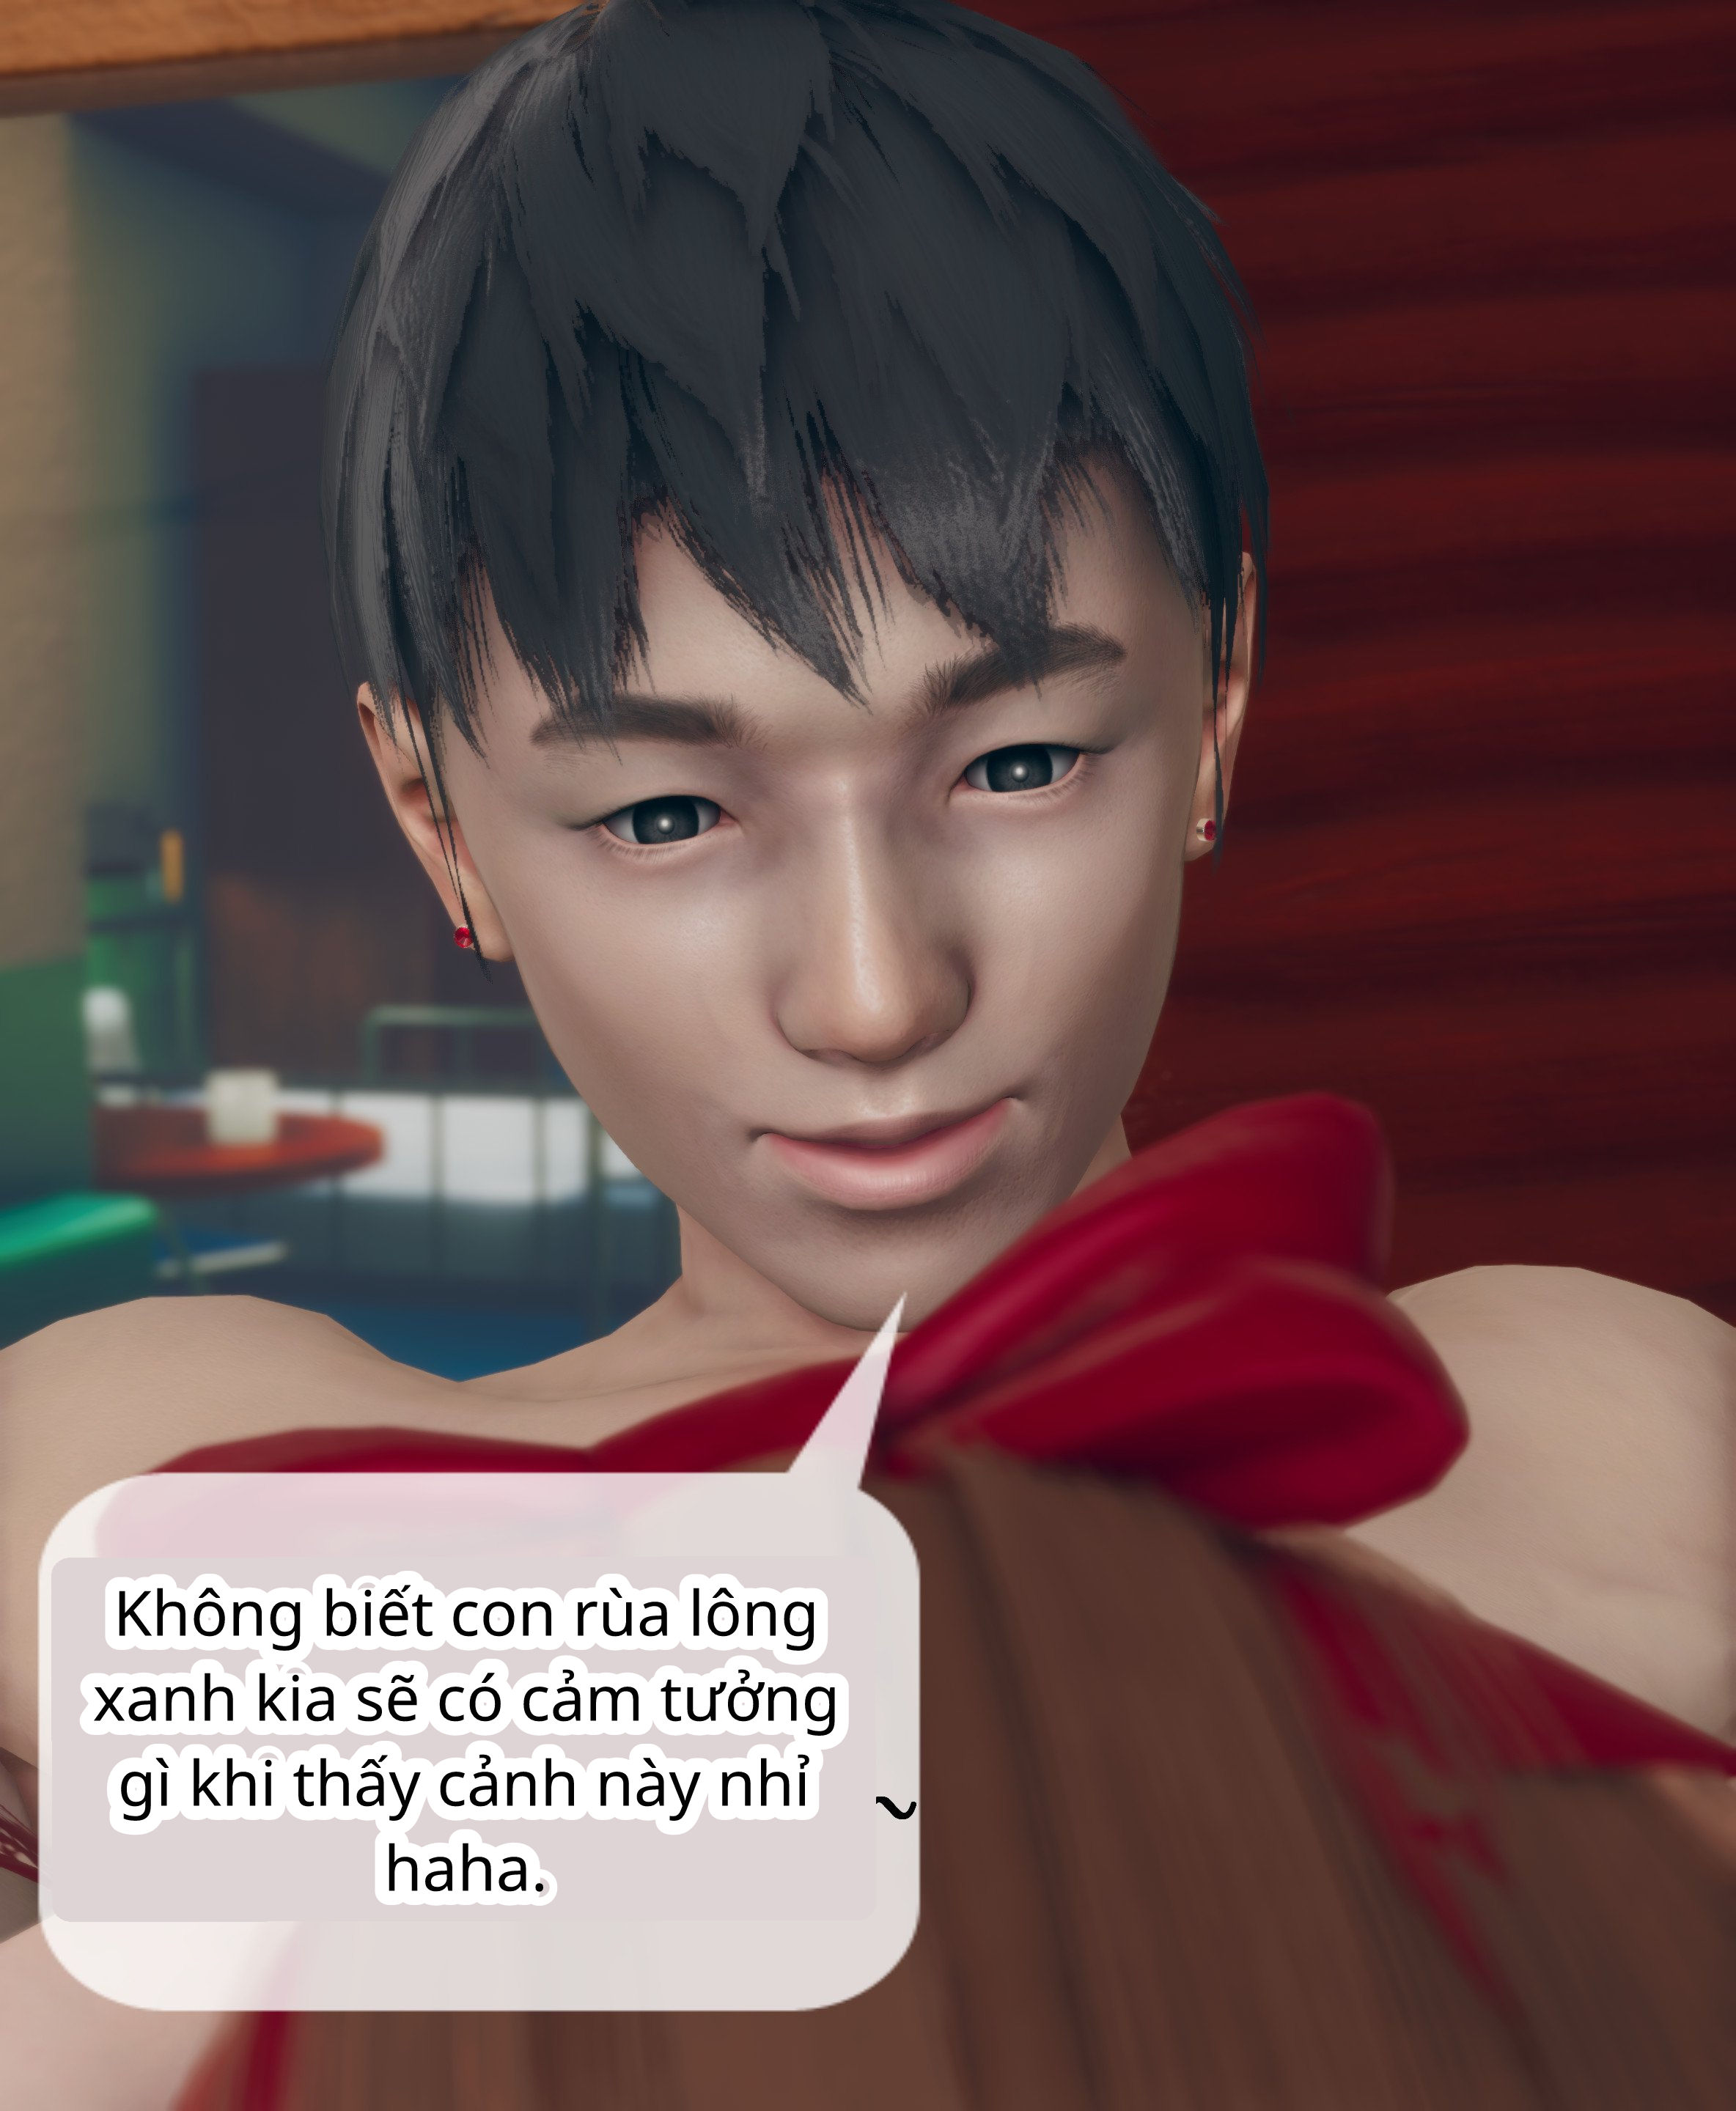 Không biết con rùa lông
xanh kia sẽ có cảm tưởng
gì khi thấy cảnh này nhỉ ~
haha.